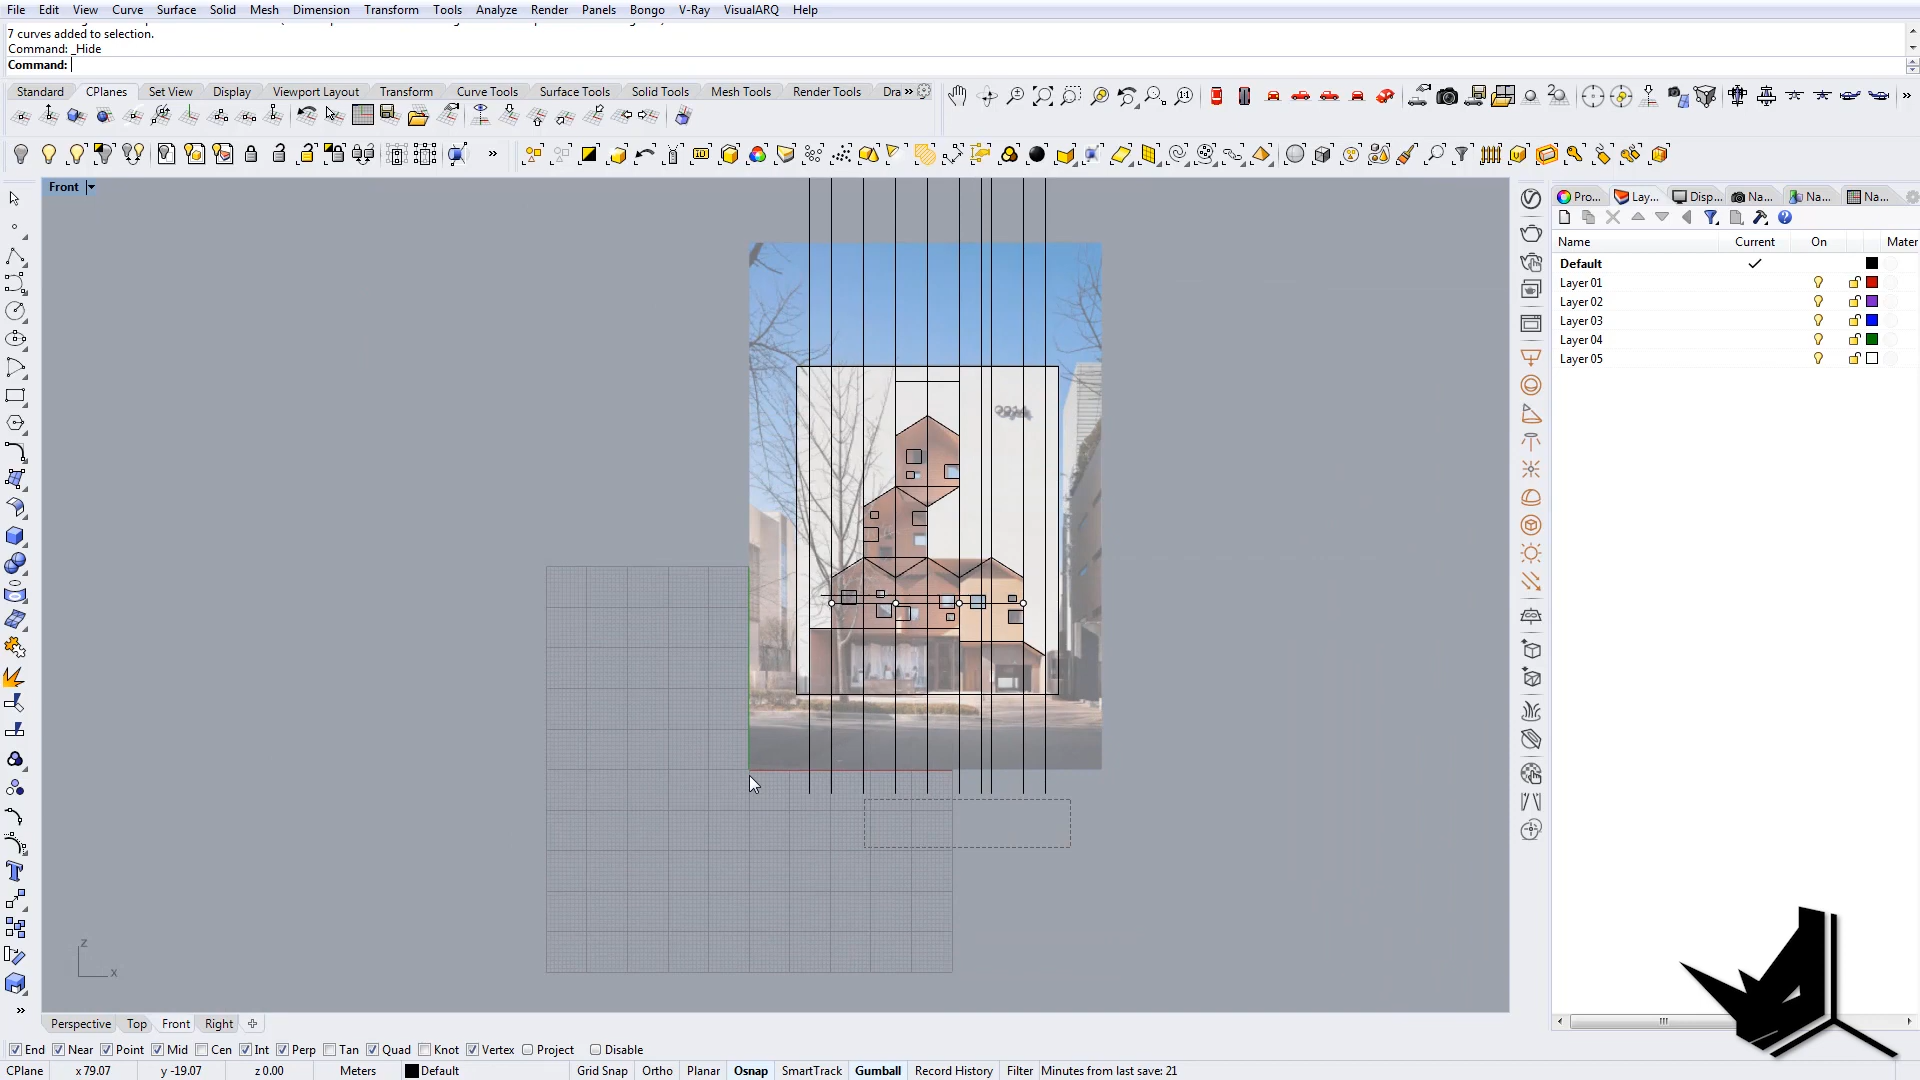 File Edit View Curve Surface Solid Mesh Dimension Transform Tools Analyze Render Panels Bongo V-Ray VisualARQ Help
7 curves added to selection.
Command: _Hide
Command:
Standard CPlanes Set View Display Viewport Layout Transform Curve Tools Surface Tools Solid Tools Mesh Tools Render Tools Dra »
Front
Pro... Lay... Disp... Na... Na... Na...
Name Current On Mater
Default
Layer 01
Layer 02
Layer 03
Layer 04
Layer 05
z
x
Perspective Top Front Right
End Near Point Mid Cen Int Perp Tan Quad Knot Vertex Project Disable
CPlane x 79.07 y -19.07 z 0.00 Meters Default Grid Snap Ortho Planar Osnap SmartTrack Gumball Record History Filter Minutes from last save: 21